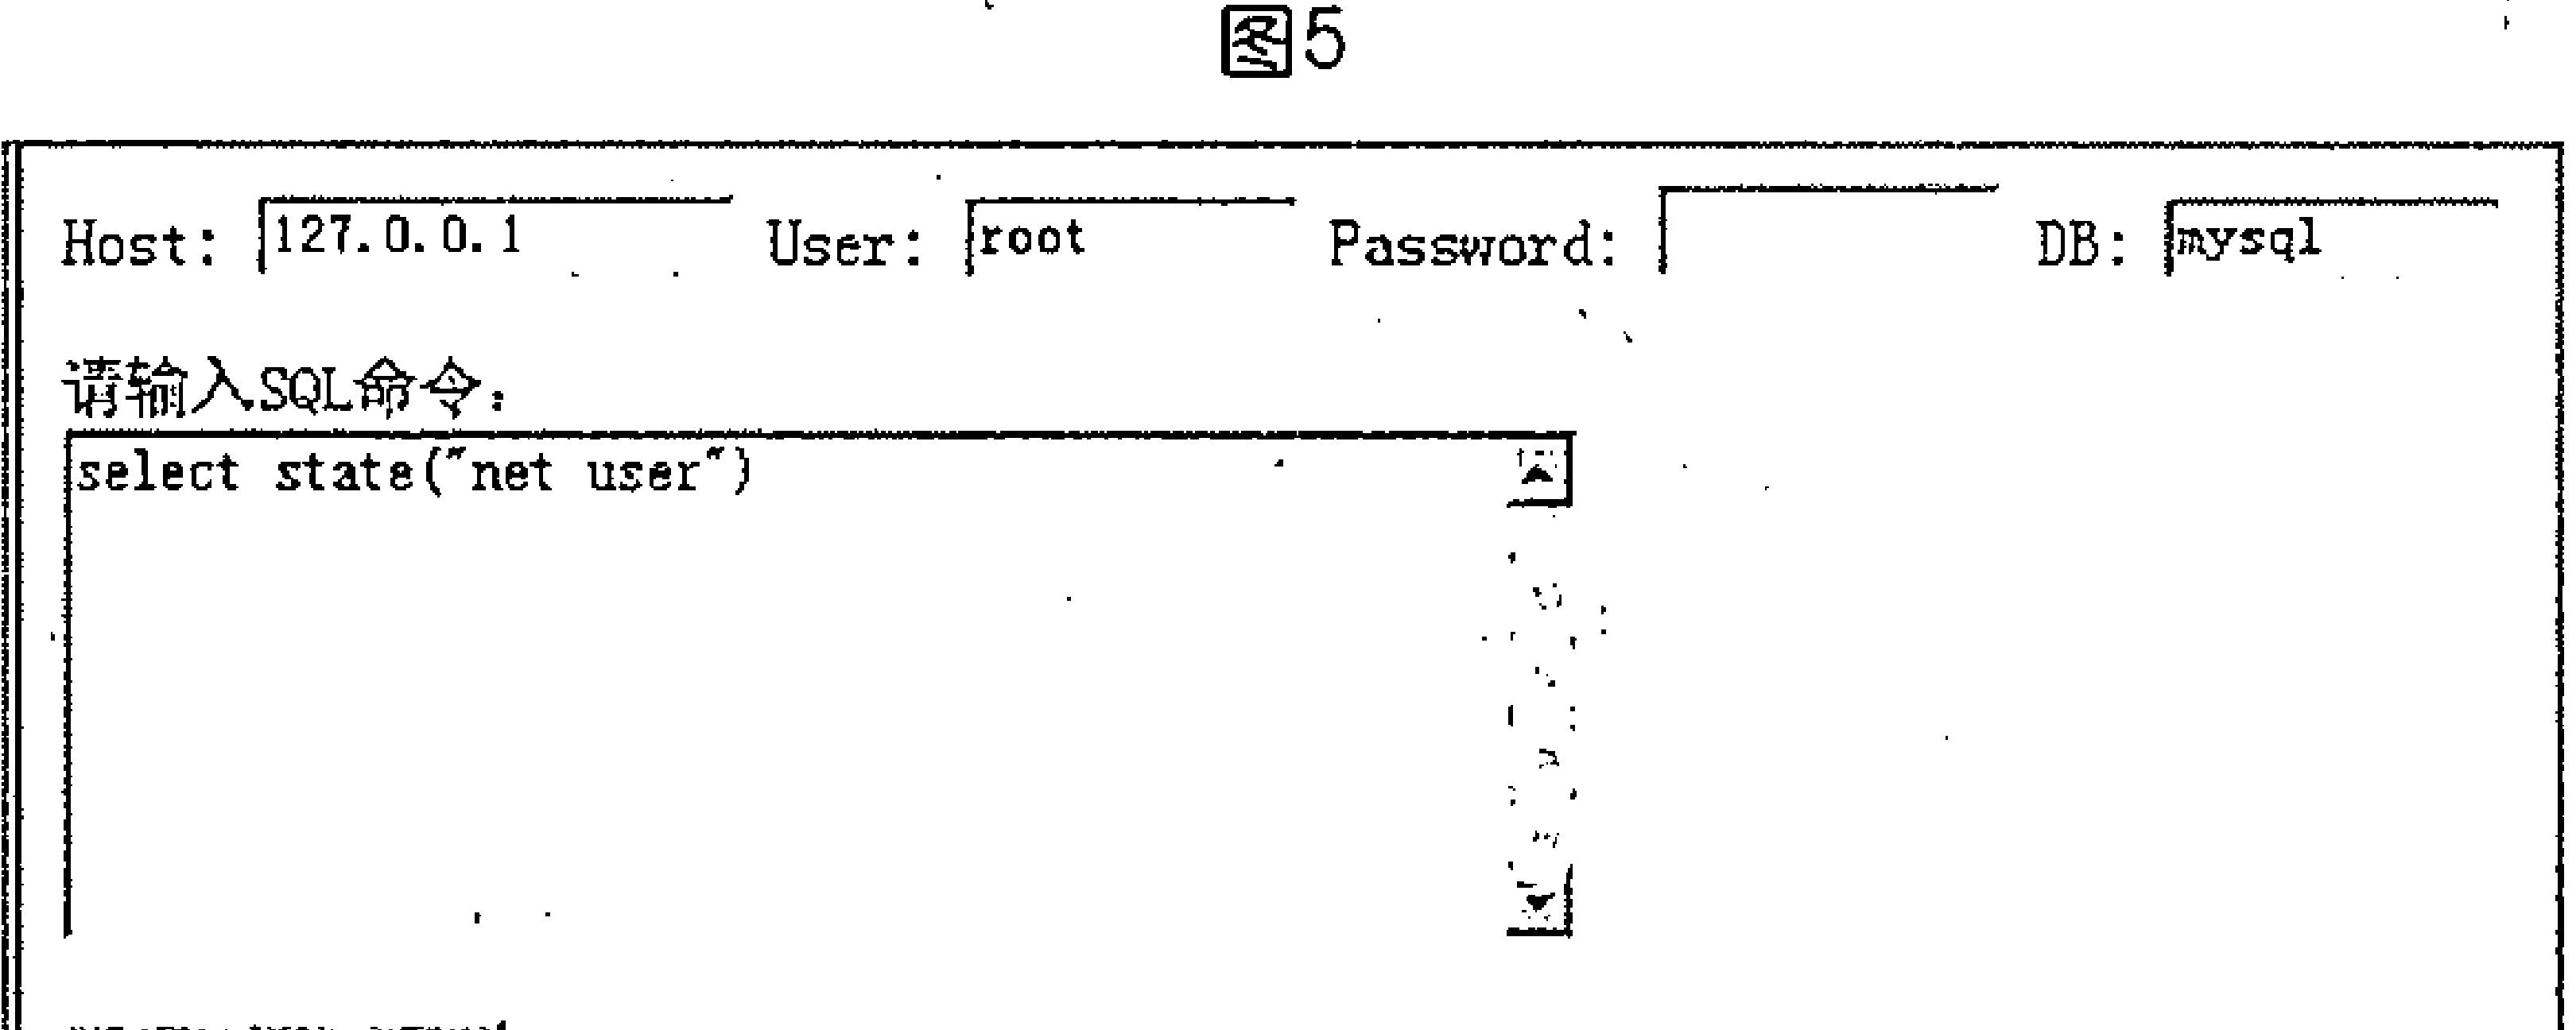 图5
Host: 127.0.0.1 User: root Password: DB: mysql
请输入SQL命令:
select state("net user")